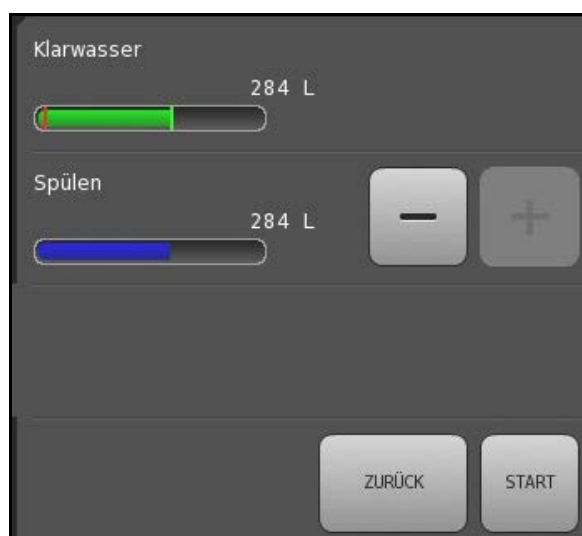 Klarwasser
284 L
Spülen
284 L
− +
ZURÜCK START